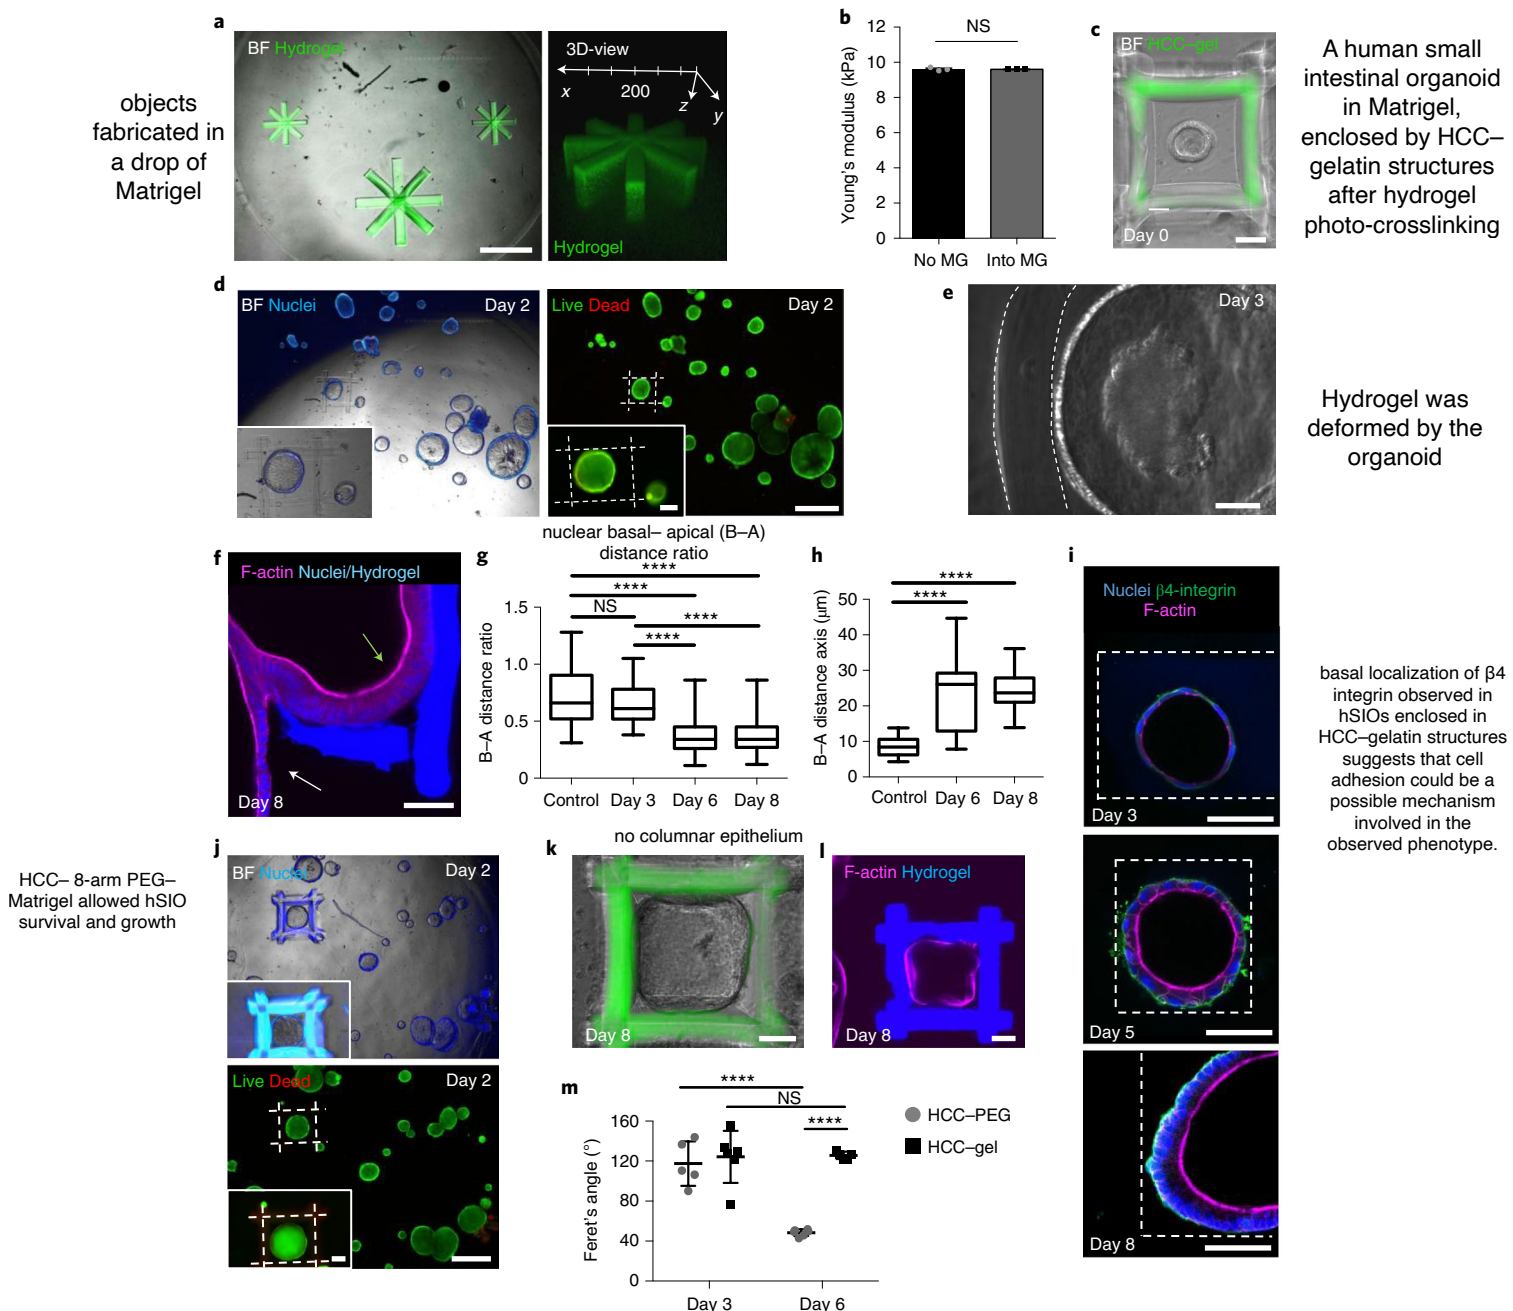 a
BF Hydrogel
3D-view
x
200
z
y
Hydrogel
objects
fabricated in
a drop of
Matrigel
b
NS
Young's modulus (kPa)
12
10
8
6
4
2
0
No MG
Into MG
c
BF HCC–gel
Day 0
A human small
intestinal organoid
in Matrigel,
enclosed by HCC–
gelatin structures
after hydrogel
photo-crosslinking
d
BF Nuclei
Day 2
Live Dead
Day 2
e
Day 3
Hydrogel was
deformed by the
organoid
f
F-actin Nuclei/Hydrogel
Day 8
nuclear basal– apical (B–A)
distance ratio
g
****
****
NS
****
****
B–A distance ratio
1.5
1.0
0.5
0
Control
Day 3
Day 6
Day 8
h
****
****
B–A distance axis (μm)
50
40
30
20
10
0
Control
Day 6
Day 8
i
Nuclei β4-integrin
F-actin
Day 3
Day 5
Day 8
basal localization of β4
integrin observed in
hSIOs enclosed in
HCC–gelatin structures
suggests that cell
adhesion could be a
possible mechanism
involved in the
observed phenotype.
j
BF Nuclei
Day 2
Live Dead
Day 2
HCC– 8-arm PEG–
Matrigel allowed hSIO
survival and growth
no columnar epithelium
k
Day 8
l
F-actin Hydrogel
Day 8
m
****
NS
****
Feret's angle (°)
160
120
80
40
0
Day 3
Day 6
HCC–PEG
HCC–gel